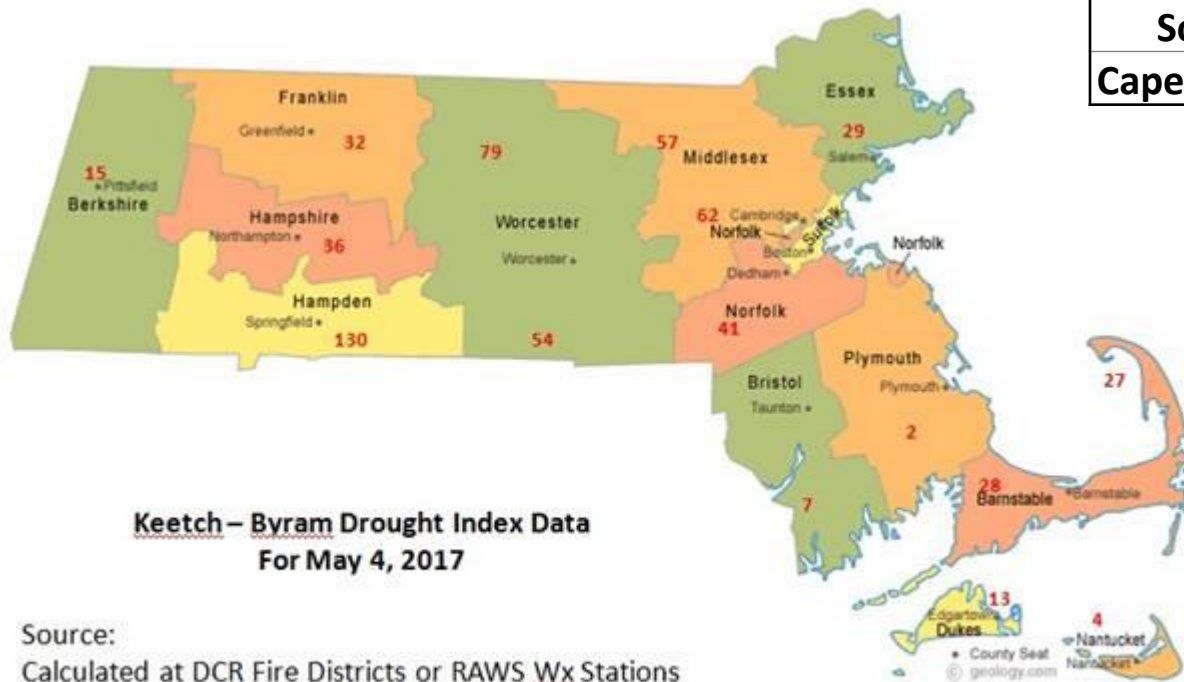 So
Cape
Essex
Franklin
Greenfield
32
79
57
29
Middlesex
Salem
15
Pittsfield
Berkshire
Hampshire
Northampton
36
Worcester
Worcester
62
Cambridge
Norfolk
Suffolk
Boston
Norfolk
Dedham
Hampden
Springfield
130
54
Norfolk
41
Plymouth
Plymouth
Bristol
Taunton
27
2
28
Barnstable
Barnstable
7
Keetch – Byram Drought Index Data
For May 4, 2017
13
Edgartown
Dukes
4
Nantucket
Nantucket
County Seat
© geology.com
Source:
Calculated at DCR Fire Districts or RAWS Wx Stations